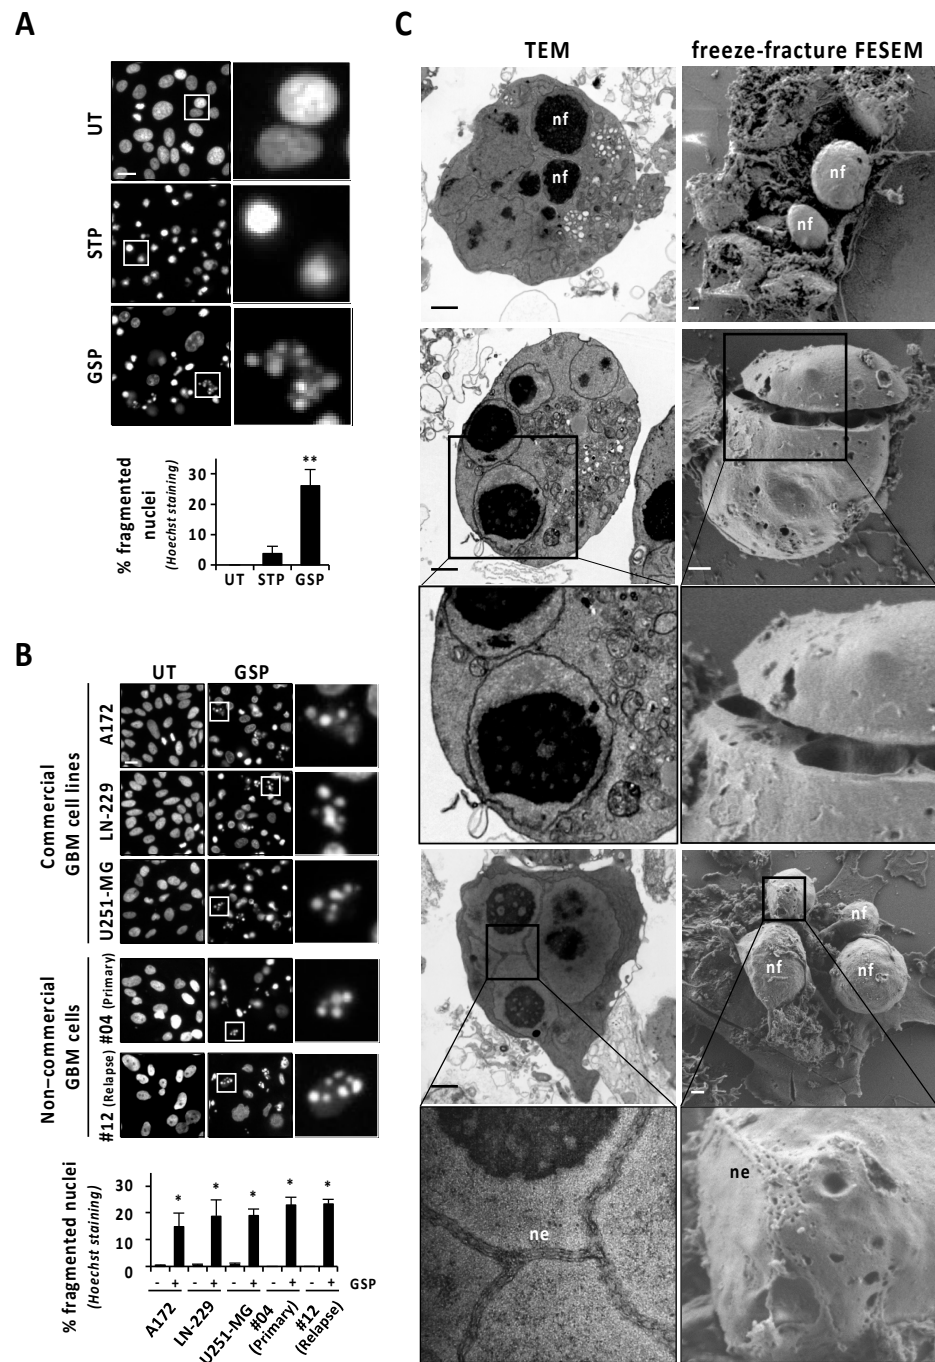 A
UT
STP
GSP
% fragmented
nuclei
(Hoechst staining)
30
20
10
0
**
UT STP GSP
B
UT GSP
Commercial
GBM cell lines
A172
LN-229
U251-MG
Non–commercial
GBM cells
#04 (Primary)
#12 (Relapse)
% fragmented nuclei
(Hoechst staining)
30
20
10
0
* * * * *
- + - + - + - + - + GSP
A172
LN-229
U251-MG
#04
(Primary)
#12
(Relapse)
C
TEM freeze-fracture FESEM
nf
nf
nf
nf
nf
nf
nf
ne
ne